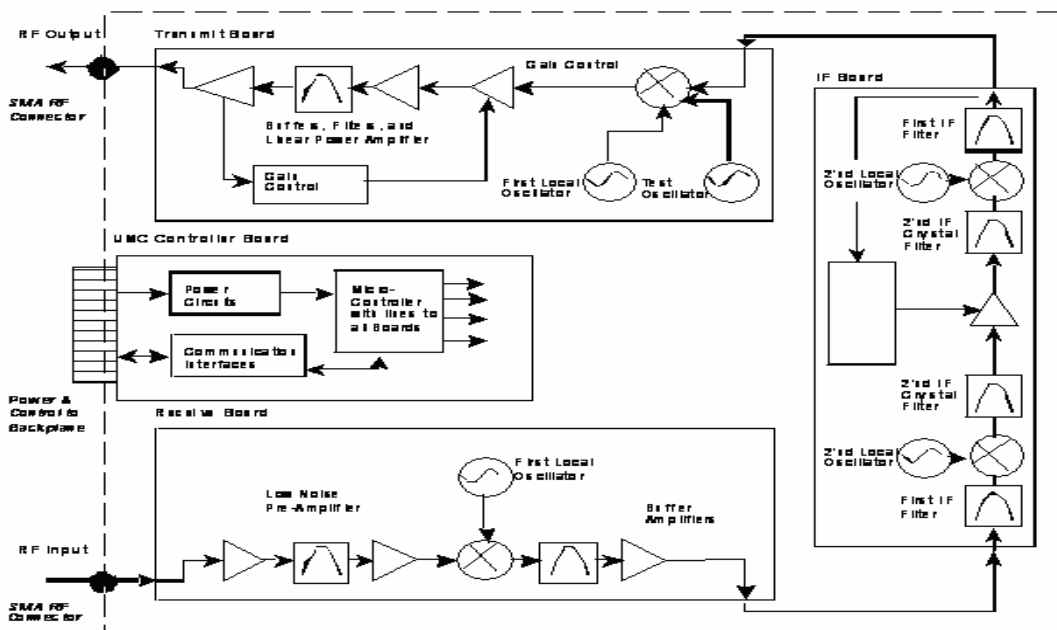 RF Output
SMA RF
Connector
Transmit Board
Gain Control
Buffers, Filters, and
Linear Power Amplifier
Gain
Control
First Local
Oscillator
Test
Oscillator
IF Board
First IF
Filter
2'nd Local
Oscillator
2'nd IF
Crystal
Filter
2'nd IF
Crystal
Filter
2'nd Local
Oscillator
First IF
Filter
UMC Controller Board
Power
Circuits
Micro-
Controller
with lines to
all Boards
Communication
Interfaces
Power &
Control to
Backplane
Receive Board
First Local
Oscillator
Low Noise
Pre-Amplifier
Buffer
Amplifiers
RF Input
SMA RF
Connector